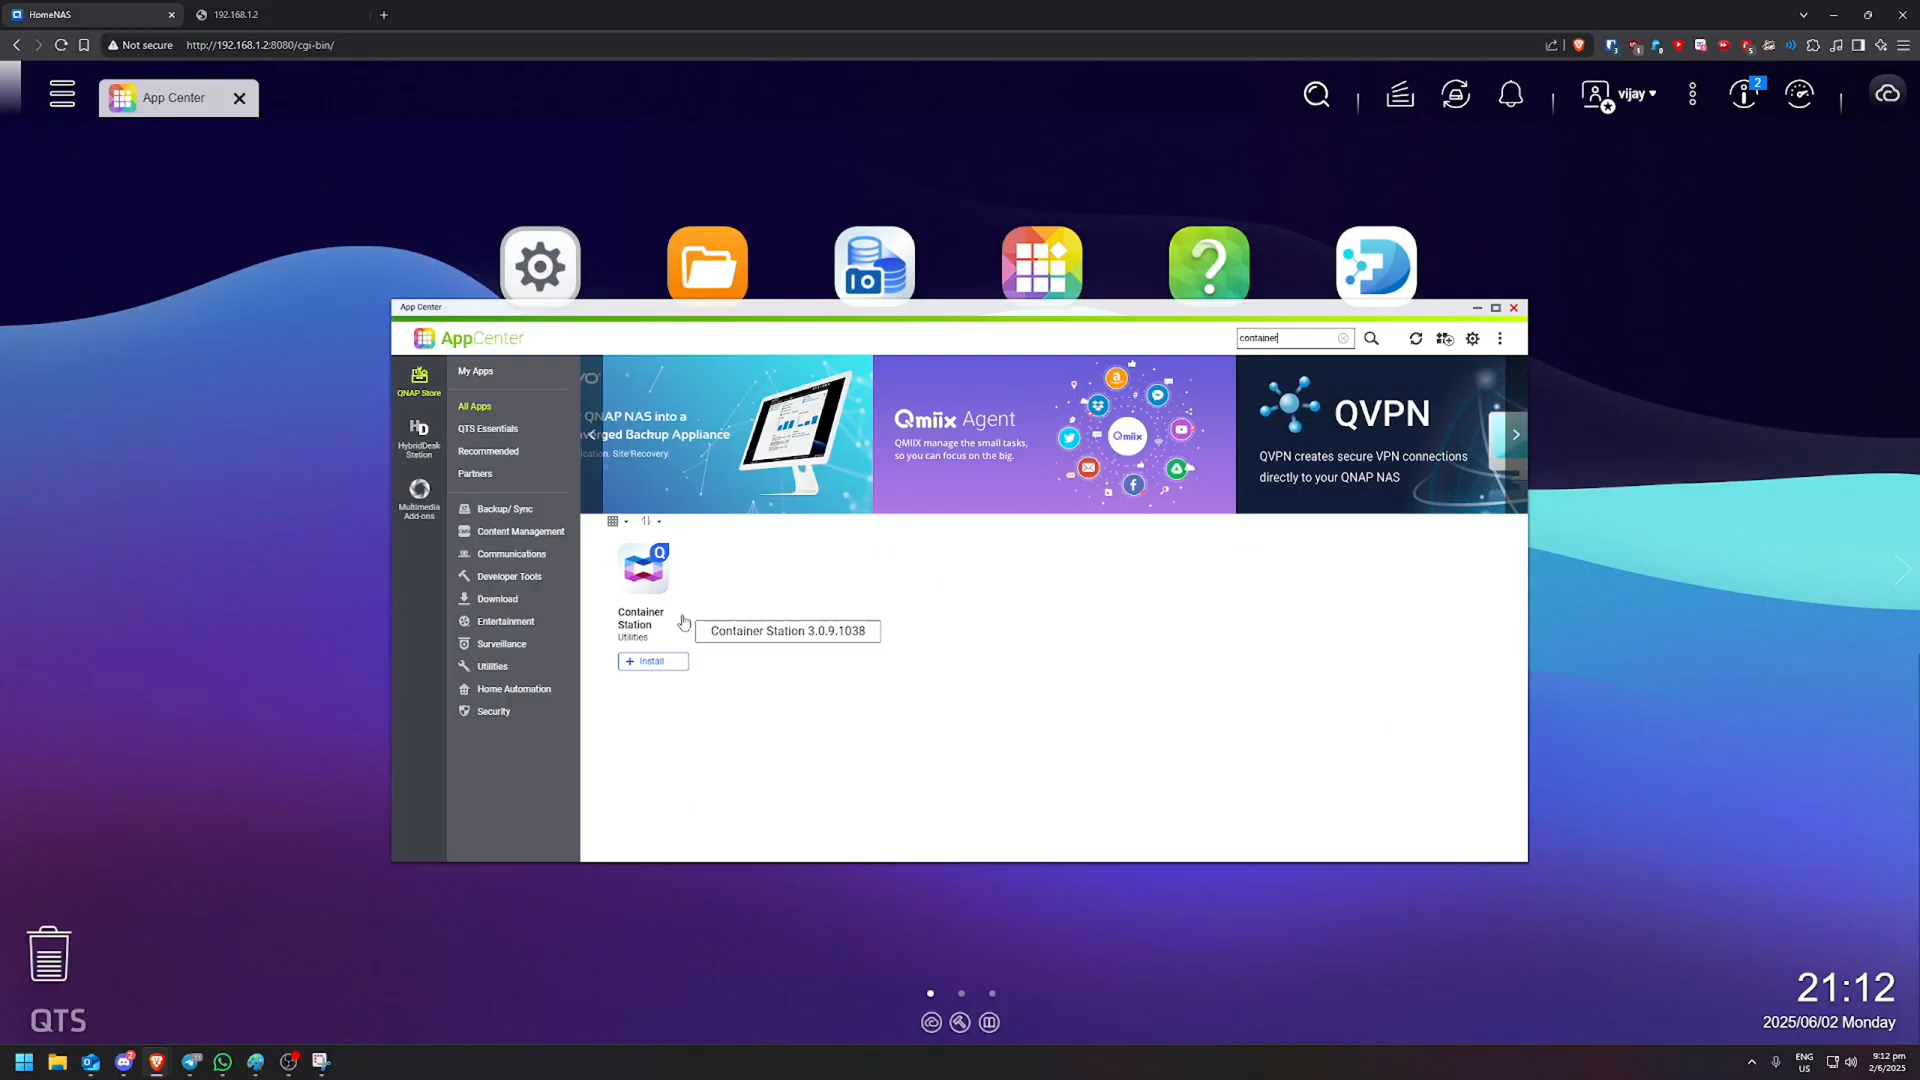 HomeNAS
192.168.1.2
Not secure
http://192.168.1.2:8080/cgi-bin/
App Center
vijay
2
App Center
AppCenter
container
QNAP Store
HybridDesk
Station
Multimedia
Add-ons
My Apps
All Apps
QTS Essentials
Recommended
Partners
Backup/ Sync
Content Management
Communications
Developer Tools
Download
Entertainment
Surveillance
Utilities
Home Automation
Security
QNAP NAS into a
erged Backup Appliance
ication. Site Recovery.
Qmiix Agent
QMIIX manage the small tasks,
so you can focus on the big.
Qmiix
QVPN
QVPN creates secure VPN connections
directly to your QNAP NAS
Container
Station
Utilities
+ Install
Container Station 3.0.9.1038
QTS
21:12
2025/06/02 Monday
ENG
US
9:12 pm
2/6/2025